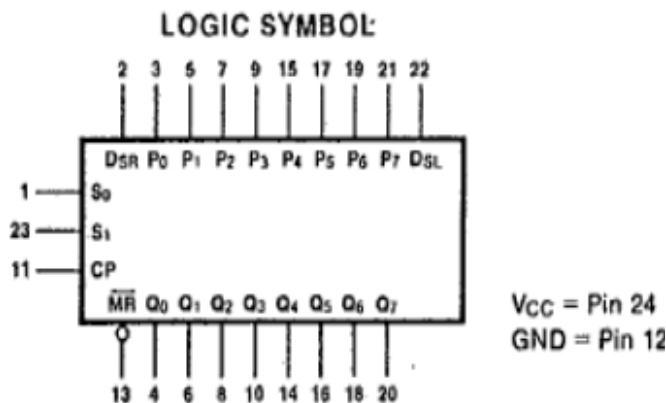 LOGIC SYMBOL
2 3 5 7 9 15 17 19 21 22
DSR P0 P1 P2 P3 P4 P5 P6 P7 DSL
1 S0
23 S1
11 CP
MR Q0 Q1 Q2 Q3 Q4 Q5 Q6 Q7
13 4 6 8 10 14 16 18 20
VCC = Pin 24
GND = Pin 12